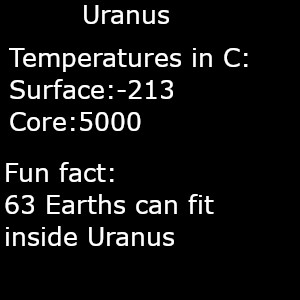 Uranus
Temperatures in C:
Surface:-213
Core:5000
Fun fact:
63 Earths can fit
inside Uranus